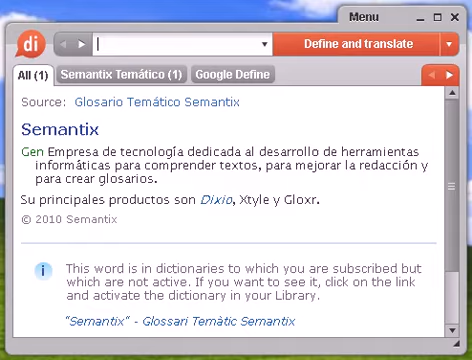 Menu
di
Define and translate
All (1) Semantix Temático (1) Google Define
Source: Glosario Temático Semantix
Semantix
Gen Empresa de tecnología dedicada al desarrollo de herramientas
informáticas para comprender textos, para mejorar la redacción y
para crear glosarios.
Su principales productos son Dixio, Xtyle y Gloxr.
© 2010 Semantix
i
This word is in dictionaries to which you are subscribed but
which are not active. If you want to see it, click on the link
and activate the dictionary in your Library.
"Semantix" - Glossari Temàtic Semantix